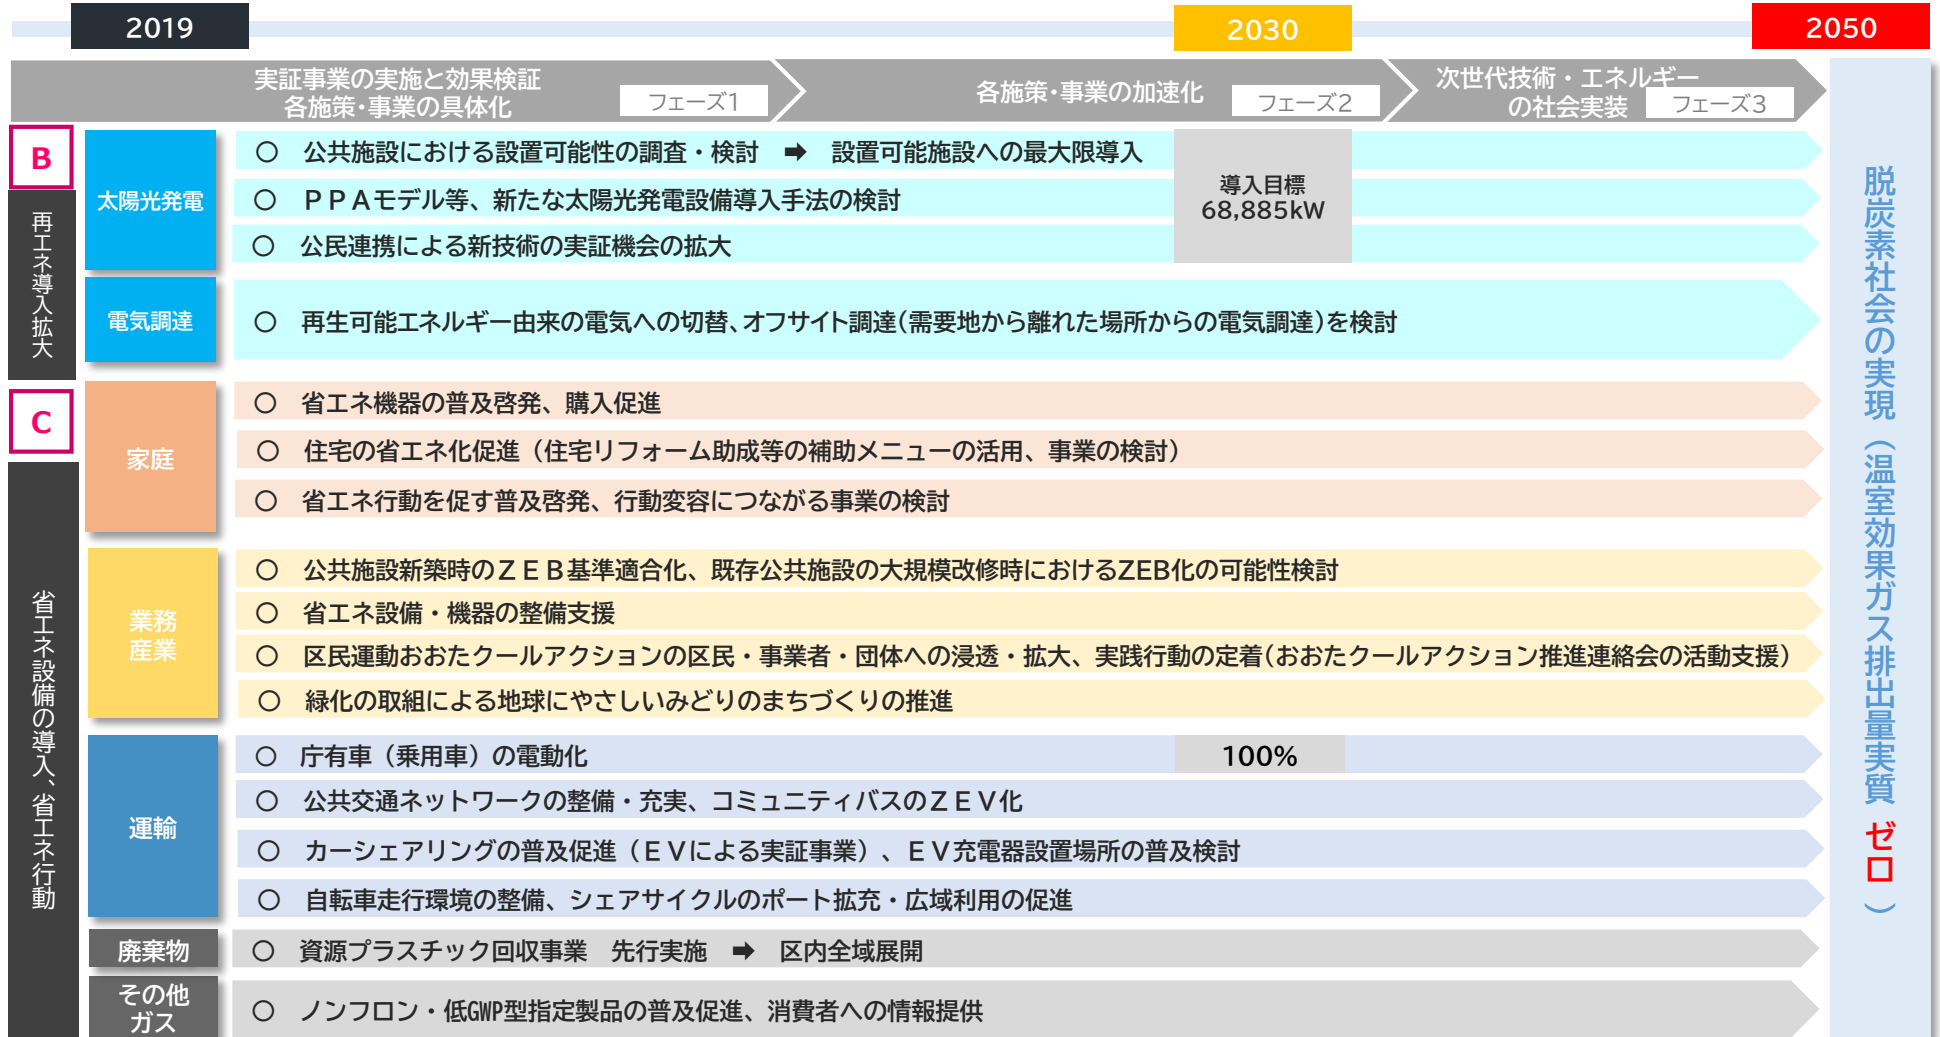 2019
2030
2050
実証事業の実施と効果検証
各施策・事業の具体化
フェーズ1
各施策・事業の加速化
フェーズ2
次世代技術・エネルギー
の社会実装
フェーズ3
B
再エネ導入拡大
太陽光発電
〇 公共施設における設置可能性の調査・検討 ➡ 設置可能施設への最大限導入
〇 ＰＰＡモデル等、新たな太陽光発電設備導入手法の検討
〇 公民連携による新技術の実証機会の拡大
導入目標
68,885kW
電気調達
〇 再生可能エネルギー由来の電気への切替、オフサイト調達(需要地から離れた場所からの電気調達)を検討
C
省エネ設備の導入、省エネ行動
家庭
〇 省エネ機器の普及啓発、購入促進
〇 住宅の省エネ化促進（住宅リフォーム助成等の補助メニューの活用、事業の検討）
〇 省エネ行動を促す普及啓発、行動変容につながる事業の検討
業務
産業
〇 公共施設新築時のＺＥＢ基準適合化、既存公共施設の大規模改修時におけるZEB化の可能性検討
〇 省エネ設備・機器の整備支援
〇 区民運動おおたクールアクションの区民・事業者・団体への浸透・拡大、実践行動の定着(おおたクールアクション推進連絡会の活動支援)
〇 緑化の取組による地球にやさしいみどりのまちづくりの推進
運輸
〇 庁有車（乗用車）の電動化
100%
〇 公共交通ネットワークの整備・充実、コミュニティバスのＺＥＶ化
〇 カーシェアリングの普及促進（ＥＶによる実証事業）、ＥＶ充電器設置場所の普及検討
〇 自転車走行環境の整備、シェアサイクルのポート拡充・広域利用の促進
廃棄物
〇 資源プラスチック回収事業 先行実施 ➡ 区内全域展開
その他
ガス
〇 ノンフロン・低GWP型指定製品の普及促進、消費者への情報提供
脱炭素社会の実現（温室効果ガス排出量実質 ゼロ）